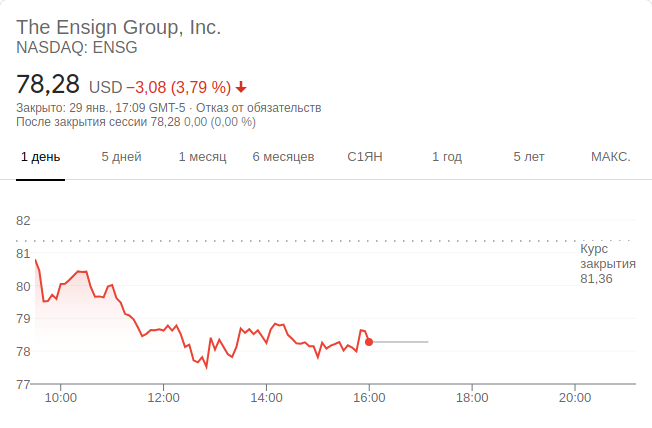 The Ensign Group, Inc.
NASDAQ: ENSG
78,28 USD −3,08 (3,79 %)
Закрыто: 29 янв., 17:09 GMT-5 · Отказ от обязательств
После закрытия сессии 78,28 0,00 (0,00 %)
1 день 5 дней 1 месяц 6 месяцев С1ЯН 1 год 5 лет МАКС.
82
Курс
закрытия
81,36
81
80
79
78
77
10:00 12:00 14:00 16:00 18:00 20:00